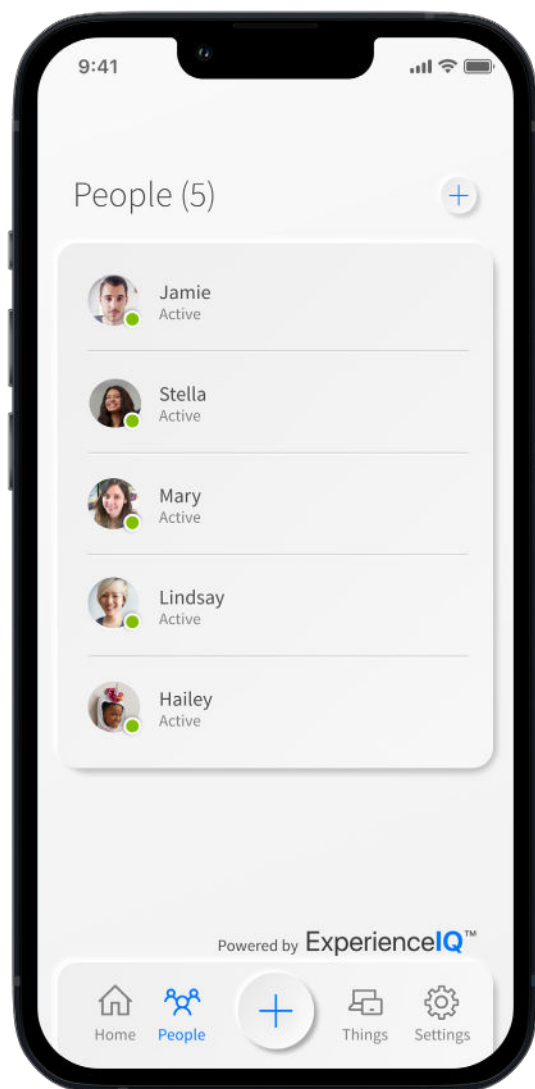 9:41
People (5)
Jamie
Active
Stella
Active
Mary
Active
Lindsay
Active
Hailey
Active
Powered by ExperienceIQ™
Home People Things Settings